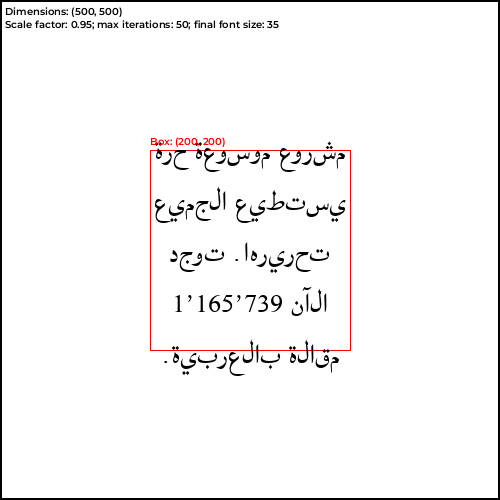 Dimensions: (500, 500)
Scale factor: 0.95; max iterations: 50; final font size: 35
Box: (200, 200)
مشروع موسوعة حرة
يستطيع الجميع
تحريرها. توجد
الآن 1’165’739
مقالة بالعربية.